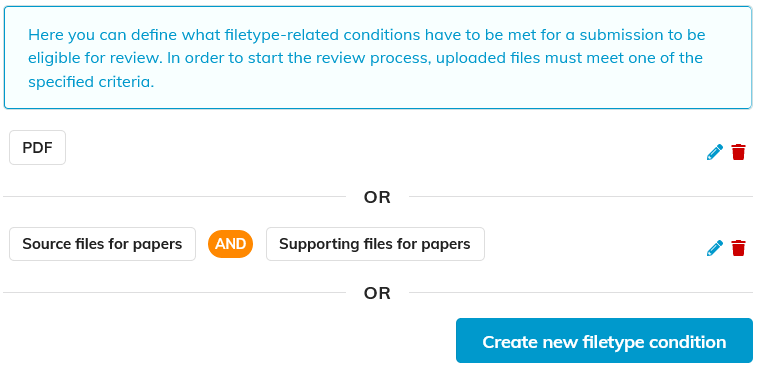 Here you can define what filetype-related conditions have to be met for a submission to be
eligible for review. In order to start the review process, uploaded files must meet one of the
specified criteria.
PDF
OR
Source files for papers AND Supporting files for papers
OR
Create new filetype condition